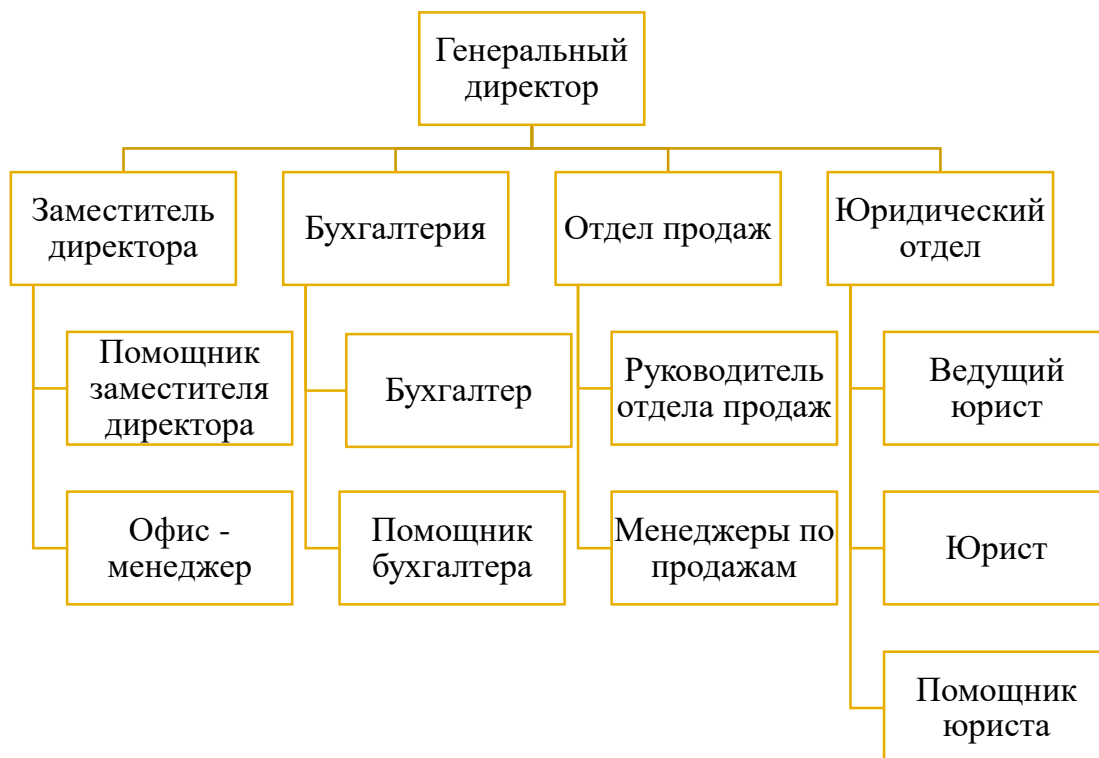 Генеральный
директор
Заместитель
директора
Бухгалтерия
Отдел продаж
Юридический
отдел
Помощник
заместителя
директора
Бухгалтер
Руководитель
отдела продаж
Ведущий
юрист
Офис -
менеджер
Помощник
бухгалтера
Менеджеры по
продажам
Юрист
Помощник
юриста